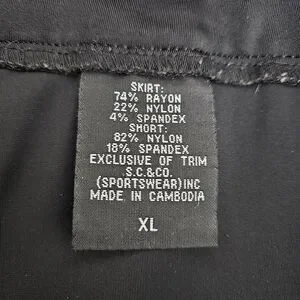 SKIRT:
74% RAYON
22% NYLON
4% SPANDEX
SHORT:
82% NYLON
18% SPANDEX
EXCLUSIVE OF TRIM
S.C.&CO.
(SPORTSWEAR)INC
MADE IN CAMBODIA
XL